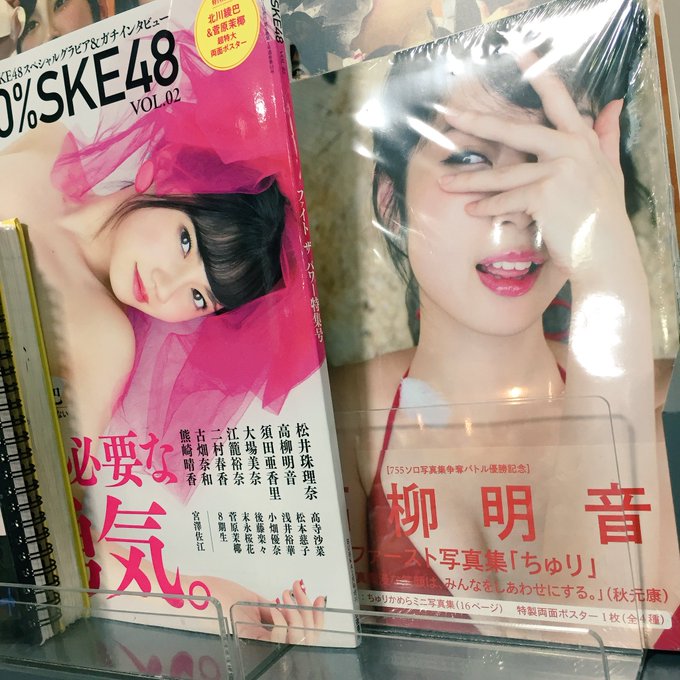 KE48スペシャルグラビア&ガチインタビュー
0%SKE48
VOL.02
北川綾巴
&菅原茉椰
超特大
両面ポスター
ファイト ザ パワー 特集号
必要な
気。
松井珠理奈
高柳明音
須田亜香里
大場美奈
江籠裕奈
二村春香
古畑奈和
熊崎晴香
高寺沙菜
松本慈子
浅井裕華
小畑優奈
後藤楽々
末永桜花
菅原茉椰
8期生
宮澤佐江
[755ソロ写真集争奪バトル優勝記念]
柳明音
ファースト写真集「ちゅり」
みんなをしあわせにする。」(秋元康)
ちゅりかめらミニ写真集(16ページ) 特製両面ポスター1枚(全4種)